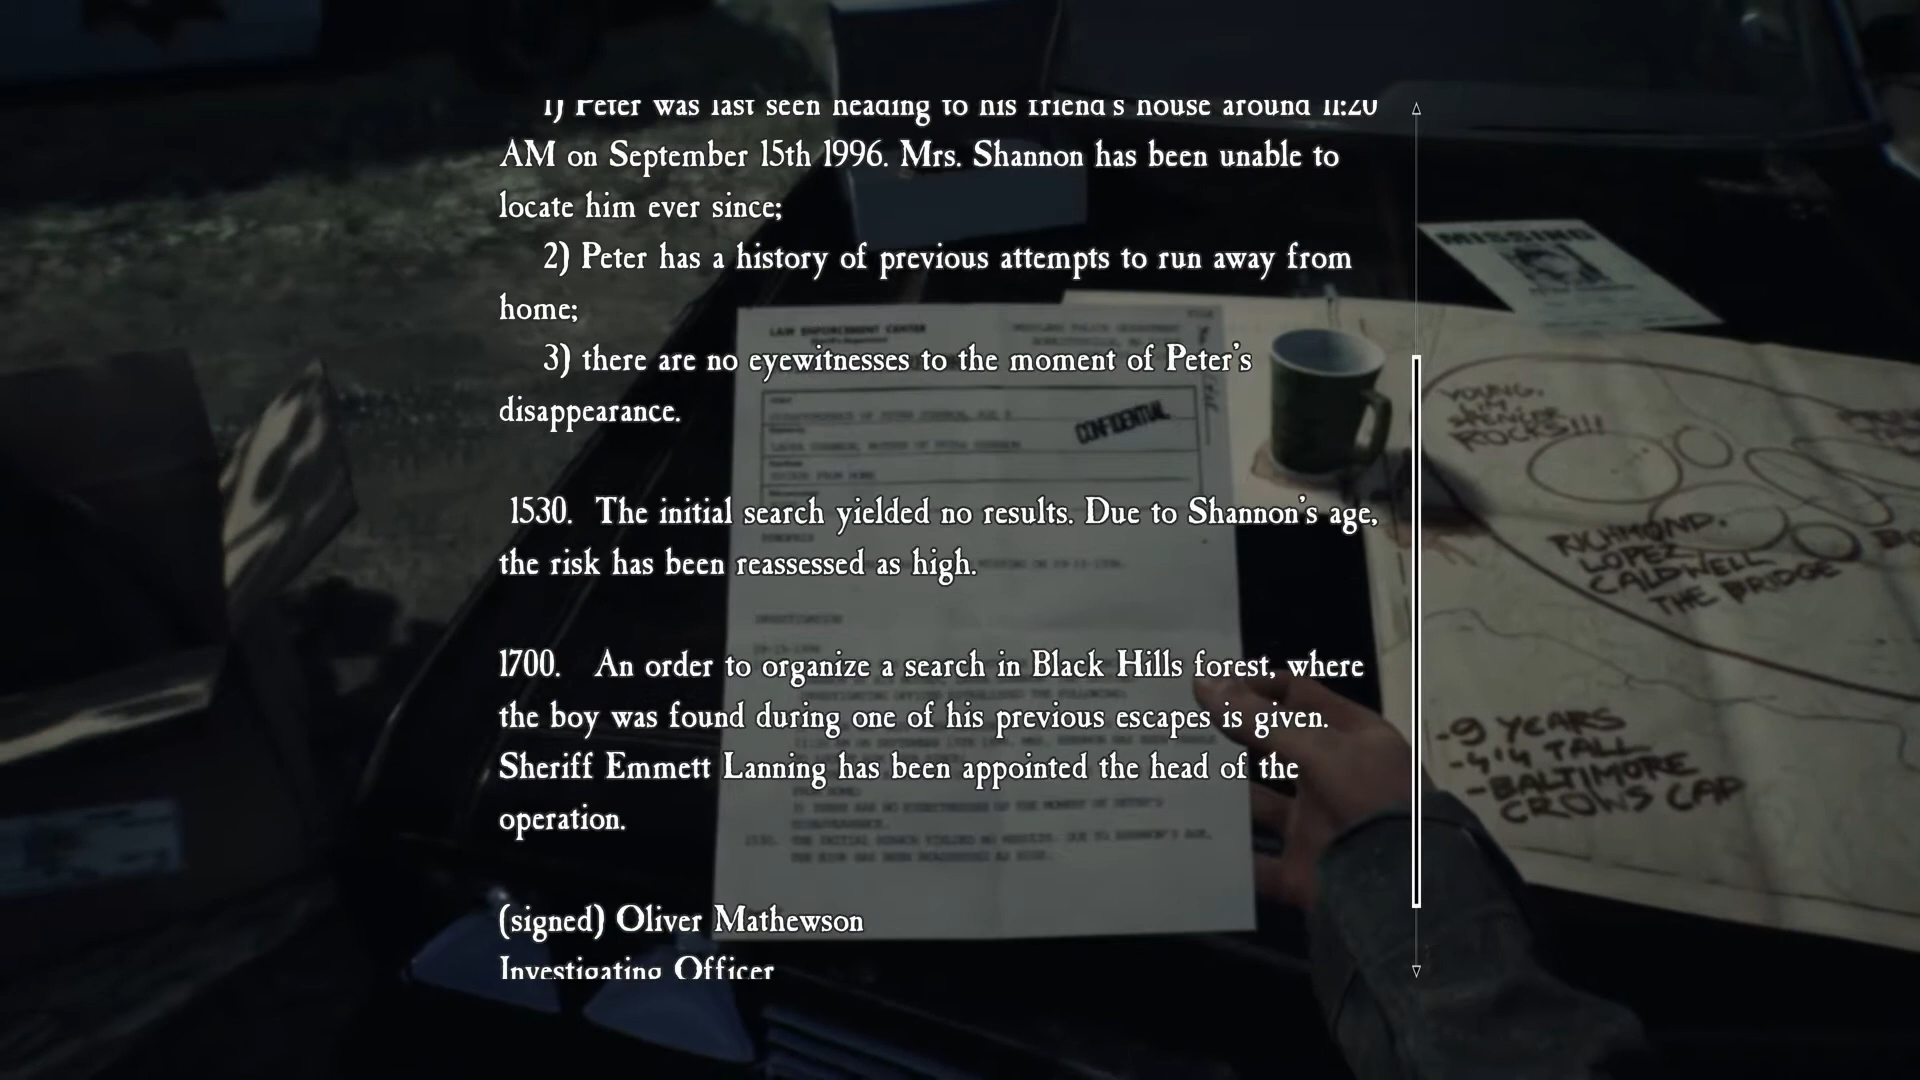 1) Peter was last seen heading to his friend's house around 11:20
AM on September 15th 1996. Mrs. Shannon has been unable to
locate him ever since;
2) Peter has a history of previous attempts to run away from
home;
3) there are no eyewitnesses to the moment of Peter's
disappearance.
1530. The initial search yielded no results. Due to Shannon's age,
the risk has been reassessed as high.
1700. An order to organize a search in Black Hills forest, where
the boy was found during one of his previous escapes is given.
Sheriff Emmett Lanning has been appointed the head of the
operation.
(signed) Oliver Mathewson
Investigating Officer
MISSING
LAW ENFORCEMENT CENTER
CONFIDENTIAL
YOUNG,
ROCKS!!!
RICHMOND,
LOPEZ
CALDWELL
THE BRIDGE
-9 YEARS
-4'4 TALL
-BALTIMORE
CROWS CAP